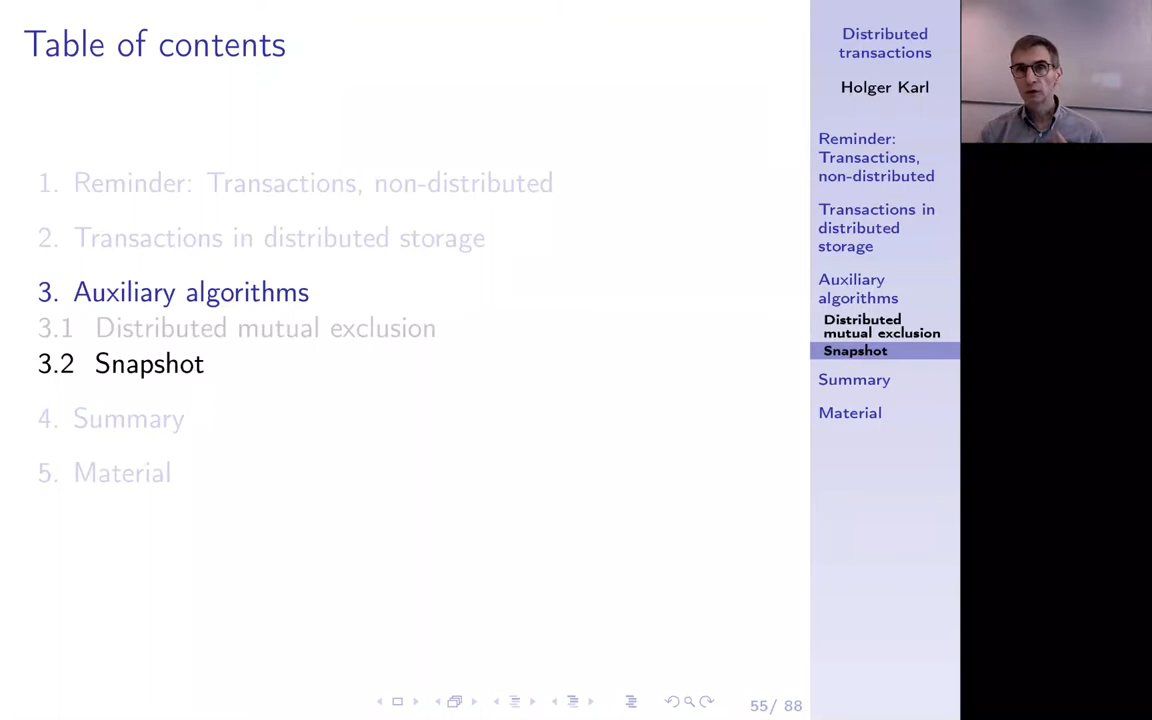 Table of contents
1. Reminder: Transactions, non-distributed
2. Transactions in distributed storage
3. Auxiliary algorithms
3.1 Distributed mutual exclusion
3.2 Snapshot
4. Summary
5. Material
55/ 88
Distributed
transactions
Holger Karl
Reminder:
Transactions,
non-distributed
Transactions in
distributed
storage
Auxiliary
algorithms
Distributed
mutual exclusion
Snapshot
Summary
Material